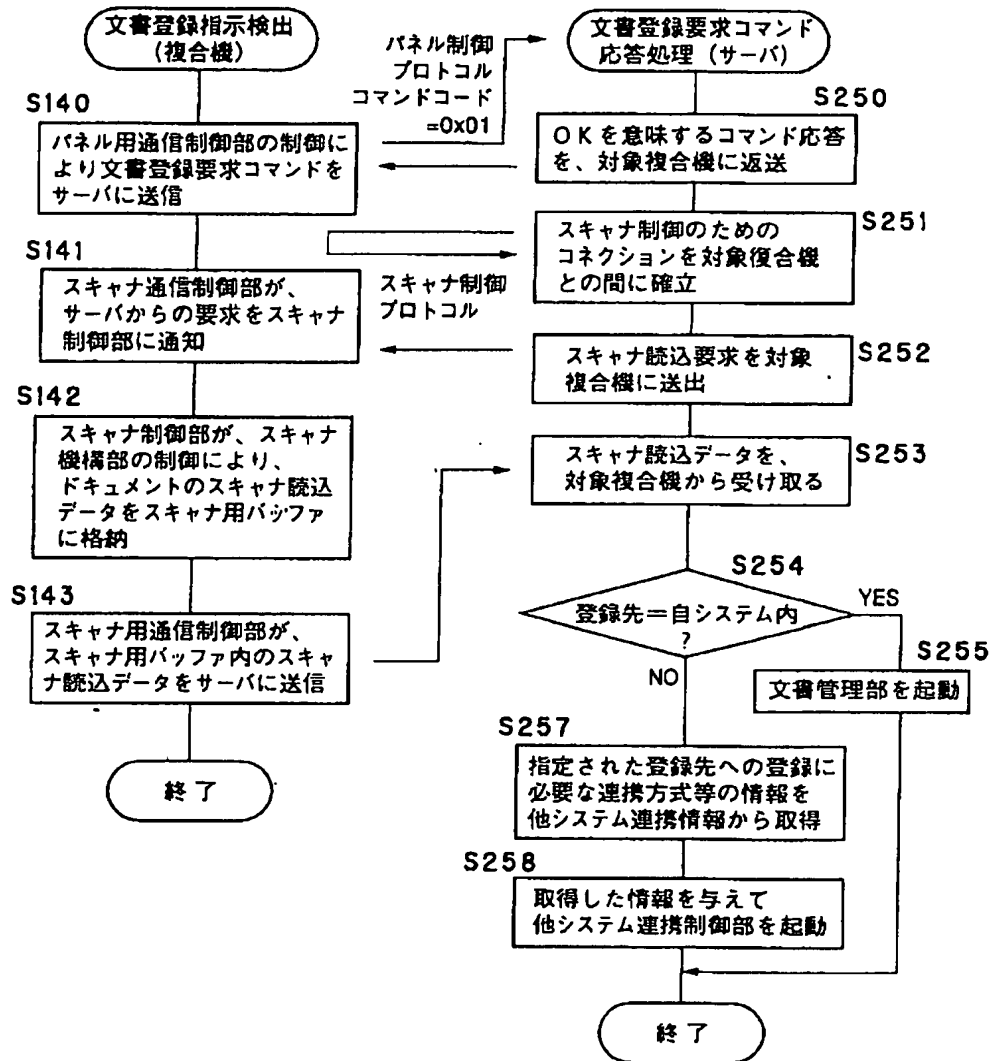 文書登録指示検出
(複合機)
S140
パネル用通信制御部の制御に
より文書登録要求コマンドを
サーバに送信
S141
スキャナ通信制御部が、
サーバからの要求をスキャナ
制御部に通知
S142
スキャナ制御部が、スキャナ
機構部の制御により、
ドキュメントのスキャナ読込
データをスキャナ用バッファ
に格納
S143
スキャナ用通信制御部が、
スキャナ用バッファ内のスキャ
ナ読込データをサーバに送信
終了
パネル制御
プロトコル
コマンドコード
=0x01
スキャナ制御
プロトコル
文書登録要求コマンド
応答処理(サーバ)
S250
OKを意味するコマンド応答
を、対象複合機に返送
S251
スキャナ制御のための
コネクションを対象復合機
との間に確立
S252
スキャナ読込要求を対象
複合機に送出
S253
スキャナ読込データを、
対象複合機から受け取る
S254
登録先=自システム内
?
YES
NO
S255
文書管理部を起動
S257
指定された登録先への登録に
必要な連携方式等の情報を
他システム連携情報から取得
S258
取得した情報を与えて
他システム連携制御部を起動
終了